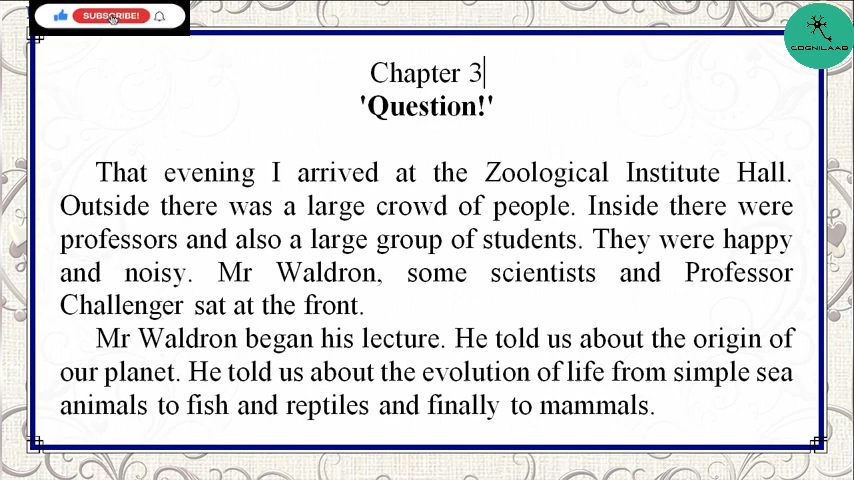 SUBSCRIBE!
COGNILAAB
Chapter 3
'Question!'
That evening I arrived at the Zoological Institute Hall.
Outside there was a large crowd of people. Inside there were
professors and also a large group of students. They were happy
and noisy. Mr Waldron, some scientists and Professor
Challenger sat at the front.
Mr Waldron began his lecture. He told us about the origin of
our planet. He told us about the evolution of life from simple sea
animals to fish and reptiles and finally to mammals.